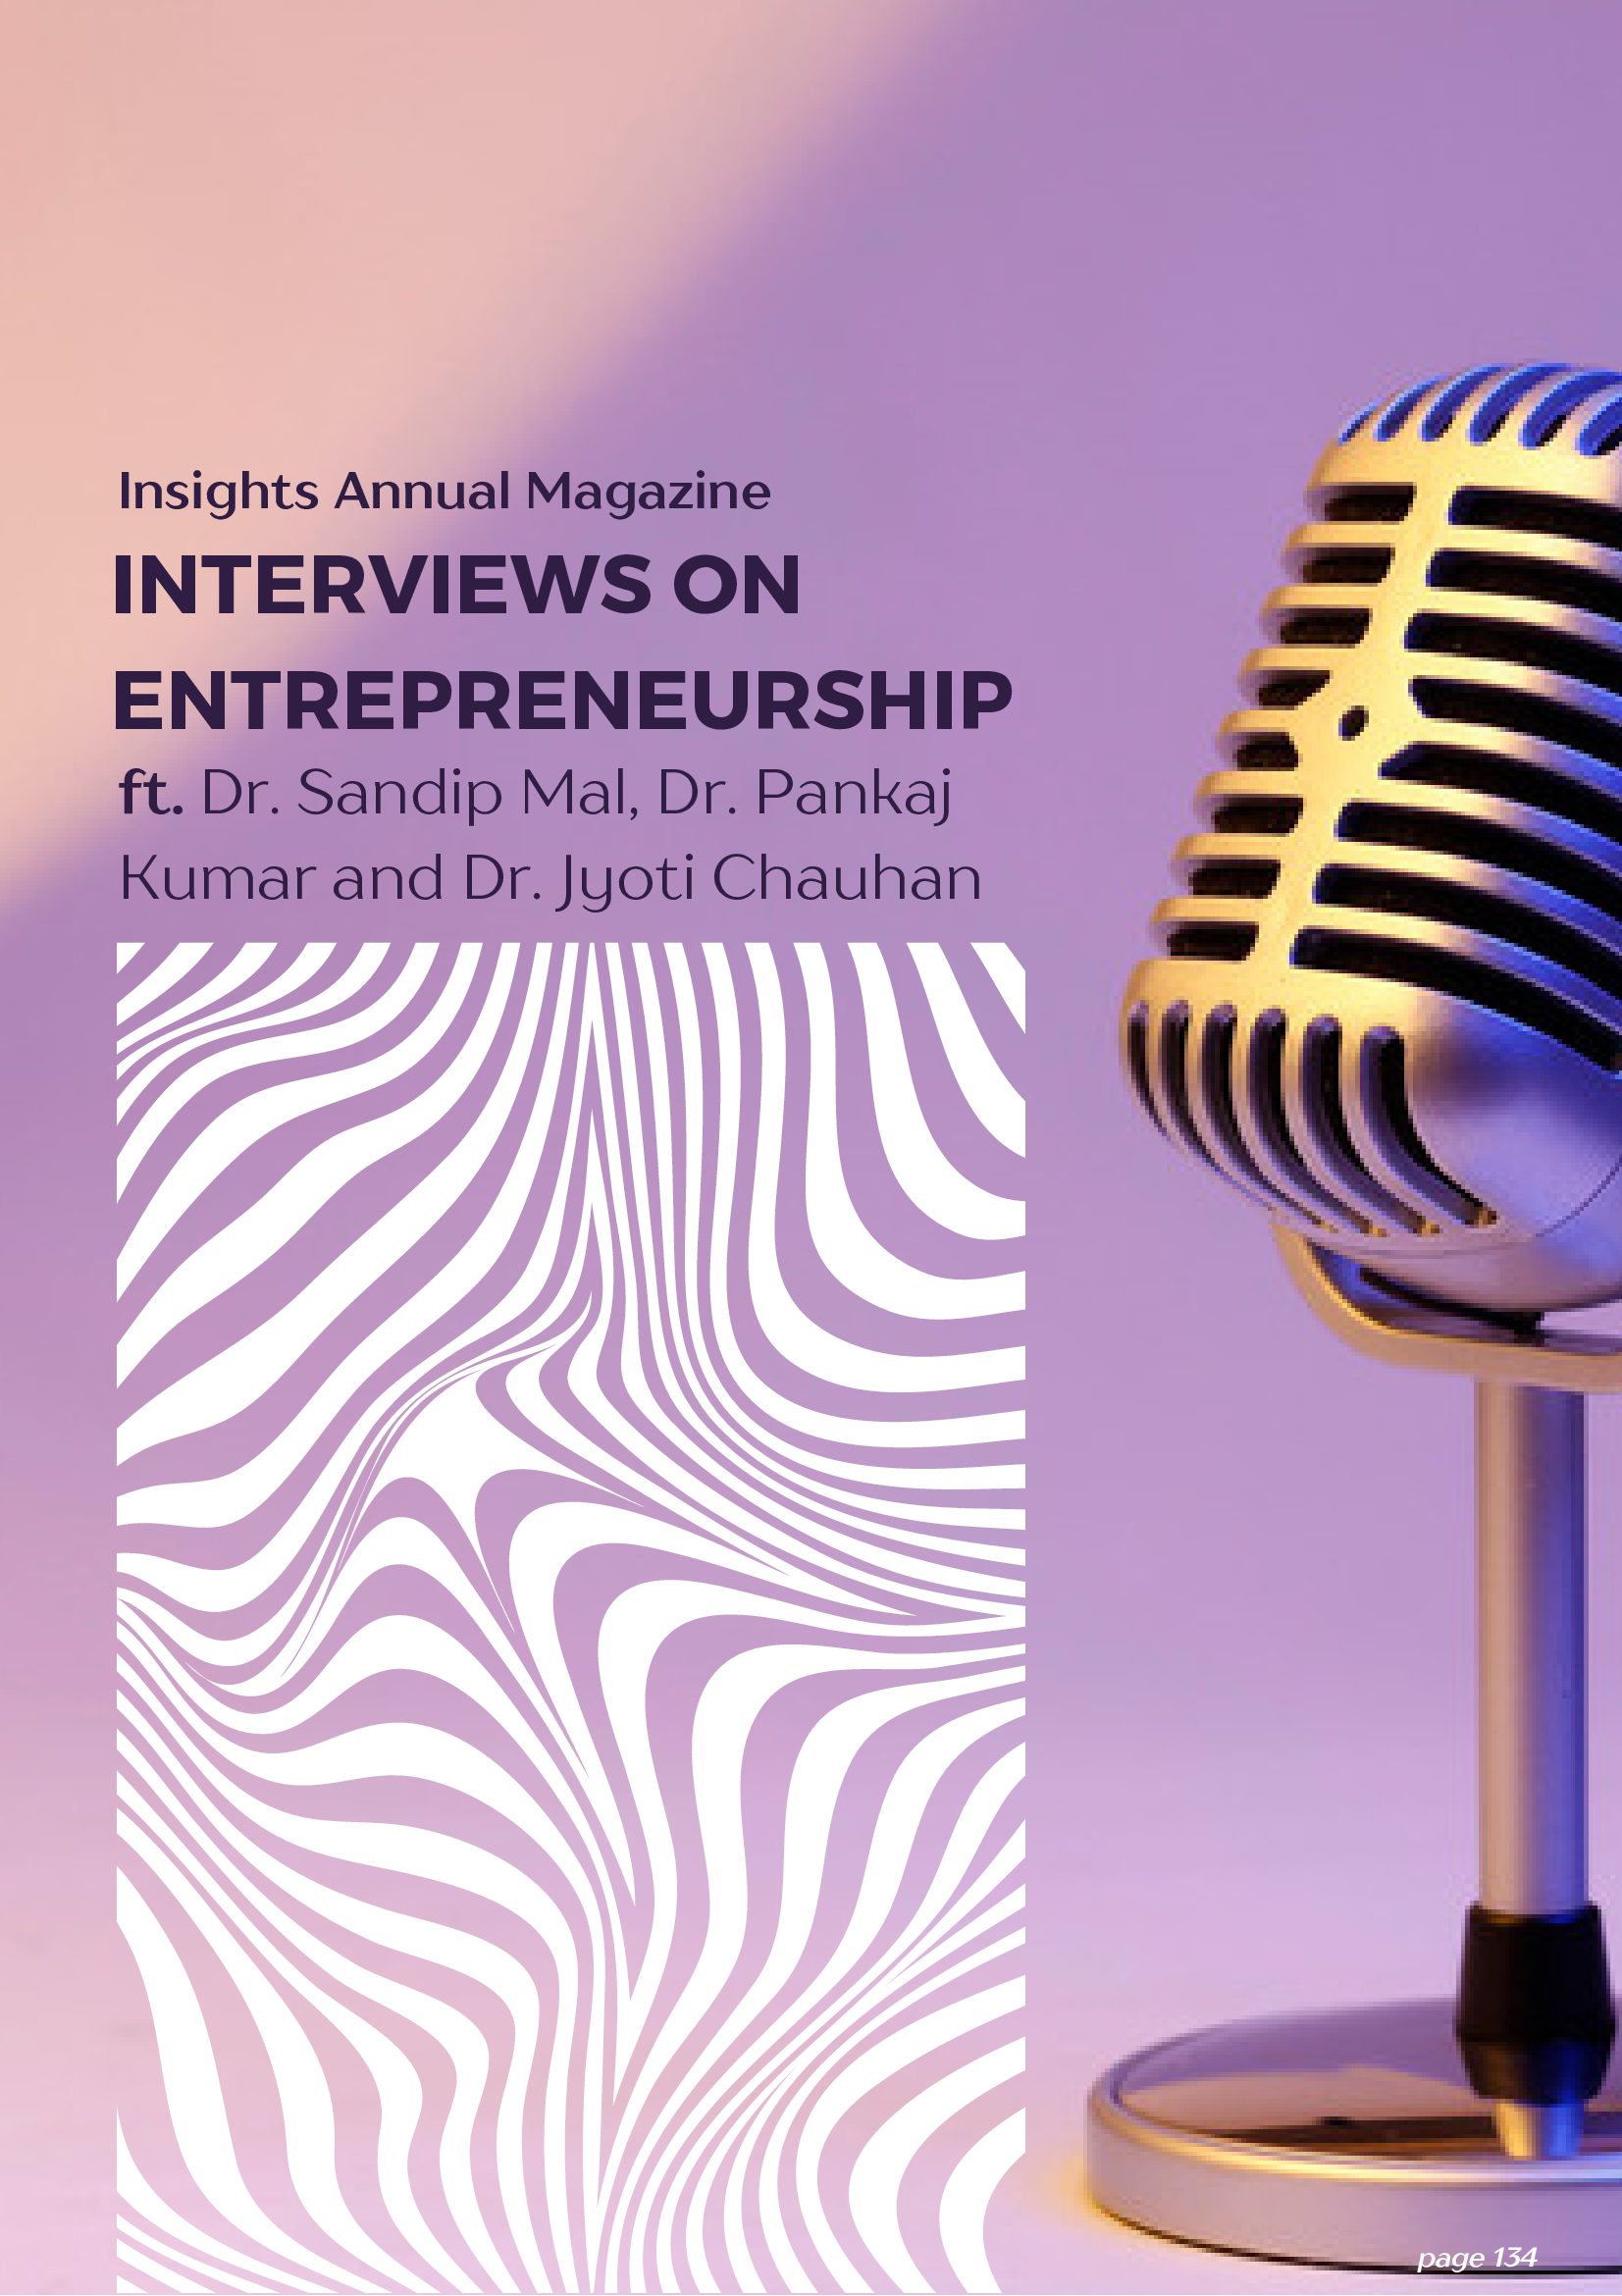 Insights Annual Magazine
INTERVIEWS ON
ENTREPRENEURSHIP
ft. Dr. Sandip Mal, Dr. Pankaj
Kumar and Dr. Jyoti Chauhan
page 134